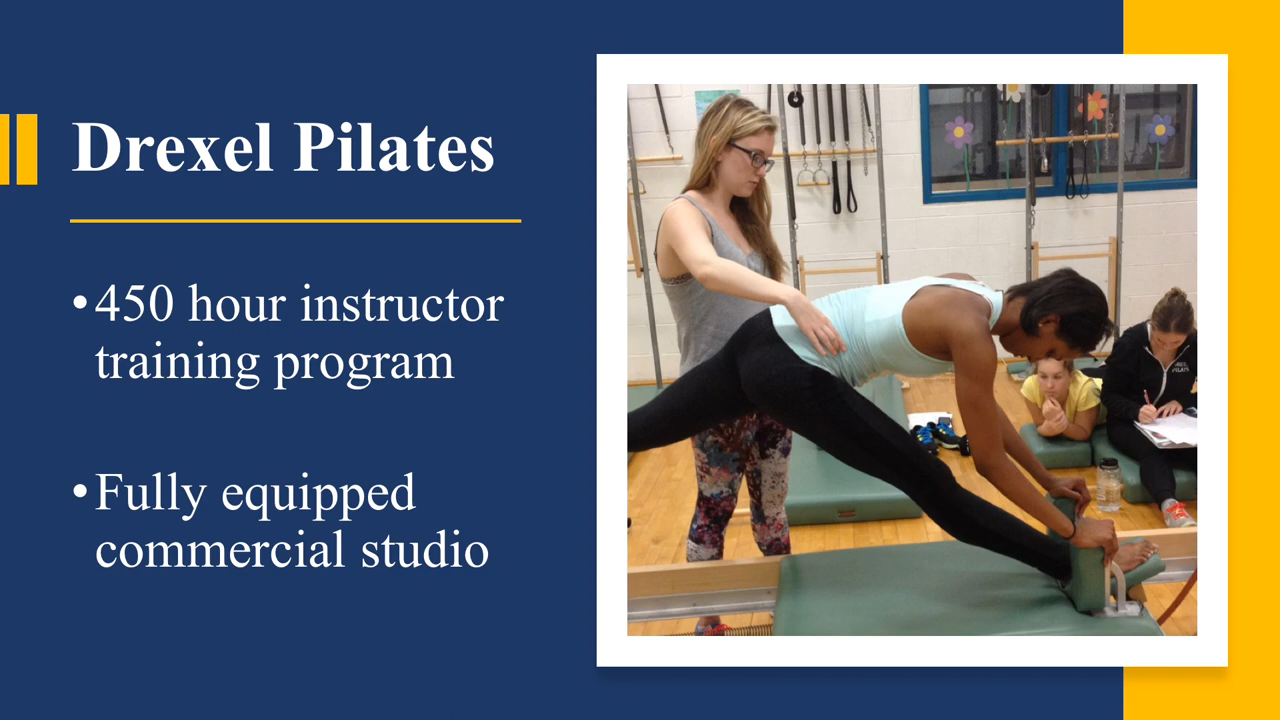 Drexel Pilates
•450 hour instructor
training program
•Fully equipped
commercial studio